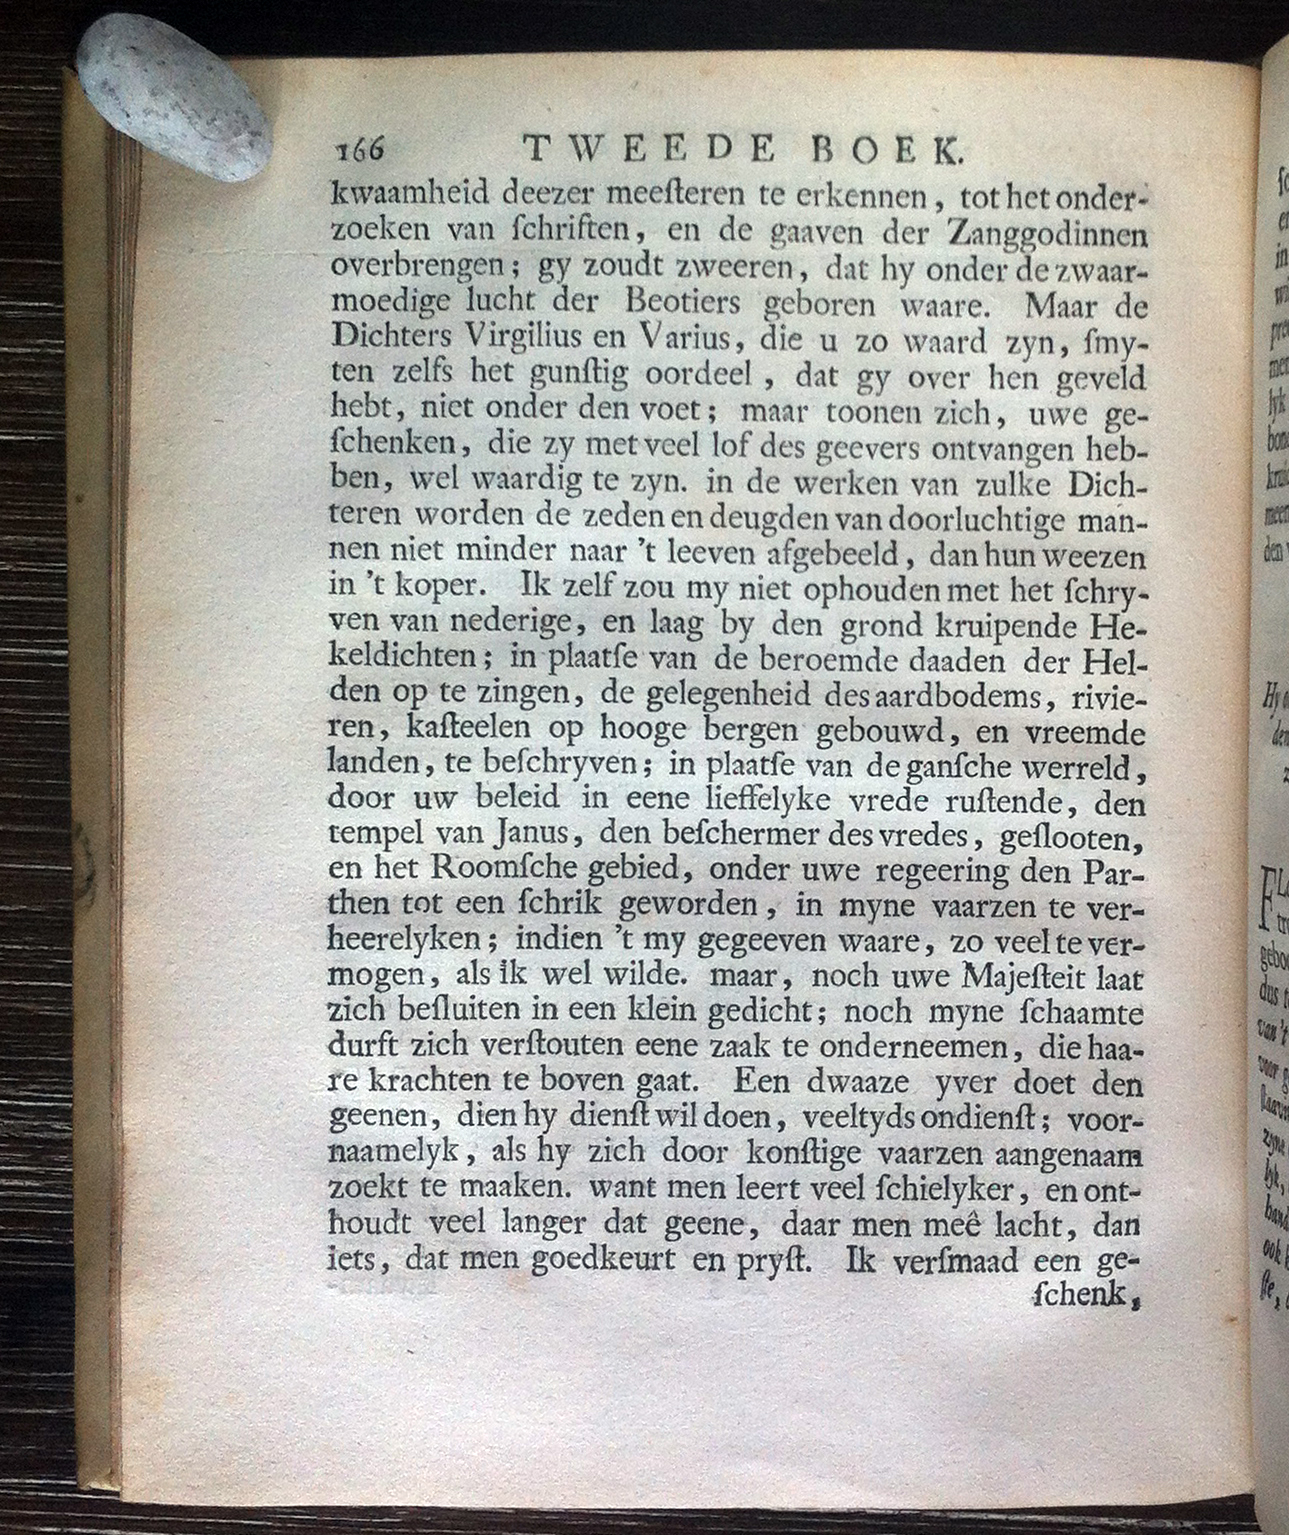 166 TWEEDE BOEK.
kwaamheid deezer meeſteren te erkennen, tot het onder-
zoeken van ſchriften, en de gaaven der Zanggodinnen
overbrengen; gy zoudt zweeren, dat hy onder de zwaar-
moedige lucht der Beotiers geboren waare. Maar de
Dichters Virgilius en Varius, die u zo waard zyn, ſmy-
ten zelfs het gunſtig oordeel, dat gy over hen geveld
hebt, niet onder den voet; maar toonen zich, uwe ge-
ſchenken, die zy met veel lof des geevers ontvangen heb-
ben, wel waardig te zyn. in de werken van zulke Dich-
teren worden de zeden en deugden van doorluchtige man-
nen niet minder naar 't leeven afgebeeld, dan hun weezen
in 't koper. Ik zelf zou my niet ophouden met het ſchry-
ven van nederige, en laag by den grond kruipende He-
keldichten; in plaatſe van de beroemde daaden der Hel-
den op te zingen, de gelegenheid des aardbodems, rivie-
ren, kaſteelen op hooge bergen gebouwd, en vreemde
landen, te beſchryven; in plaatſe van de ganſche werreld,
door uw beleid in eene lieffelyke vrede ruſtende, den
tempel van Janus, den beſchermer des vredes, geſlooten,
en het Roomſche gebied, onder uwe regeering den Par-
then tot een ſchrik geworden, in myne vaarzen te ver-
heerelyken; indien 't my gegeeven waare, zo veel te ver-
mogen, als ik wel wilde. maar, noch uwe Majeſteit laat
zich beſluiten in een klein gedicht; noch myne ſchaamte
durft zich verſtouten eene zaak te onderneemen, die haa-
re krachten te boven gaat. Een dwaaze yver doet den
geenen, dien hy dienſt wil doen, veeltyds ondienſt; voor-
naamelyk, als hy zich door konſtige vaarzen aangenaam
zoekt te maaken. want men leert veel ſchielyker, en ont-
houdt veel langer dat geene, daar men meê lacht, dan
iets, dat men goedkeurt en pryſt. Ik verſmaad een ge-
ſchenk,